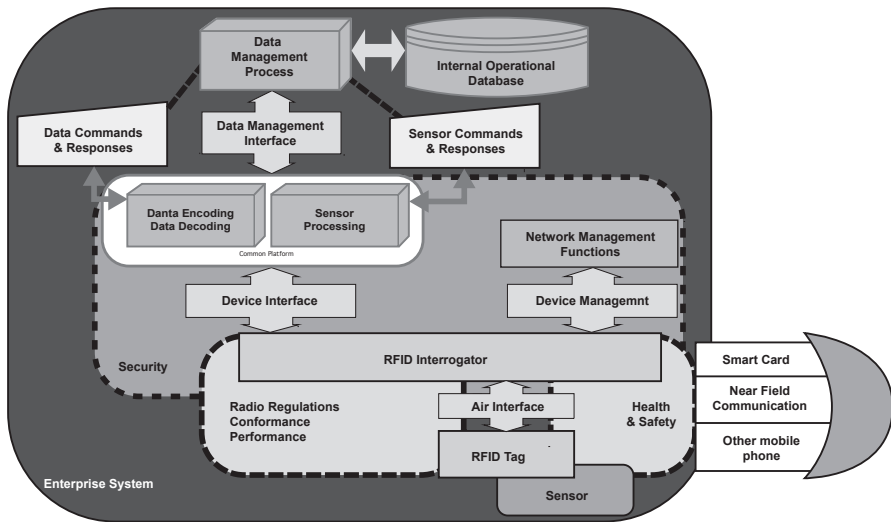 Data
Management
Process
Internal Operational
Database
Data Commands
& Responses
Data Management
Interface
Sensor Commands
& Responses
Danta Encoding
Data Decoding
Sensor
Processing
Common Platform
Network Management
Functions
Device Interface
Device Managemnt
Security
RFID Interrogator
Smart Card
Near Field
Communication
Other mobile
phone
Radio Regulations
Conformance
Performance
Air Interface
Health
& Safety
RFID Tag
Sensor
Enterprise System